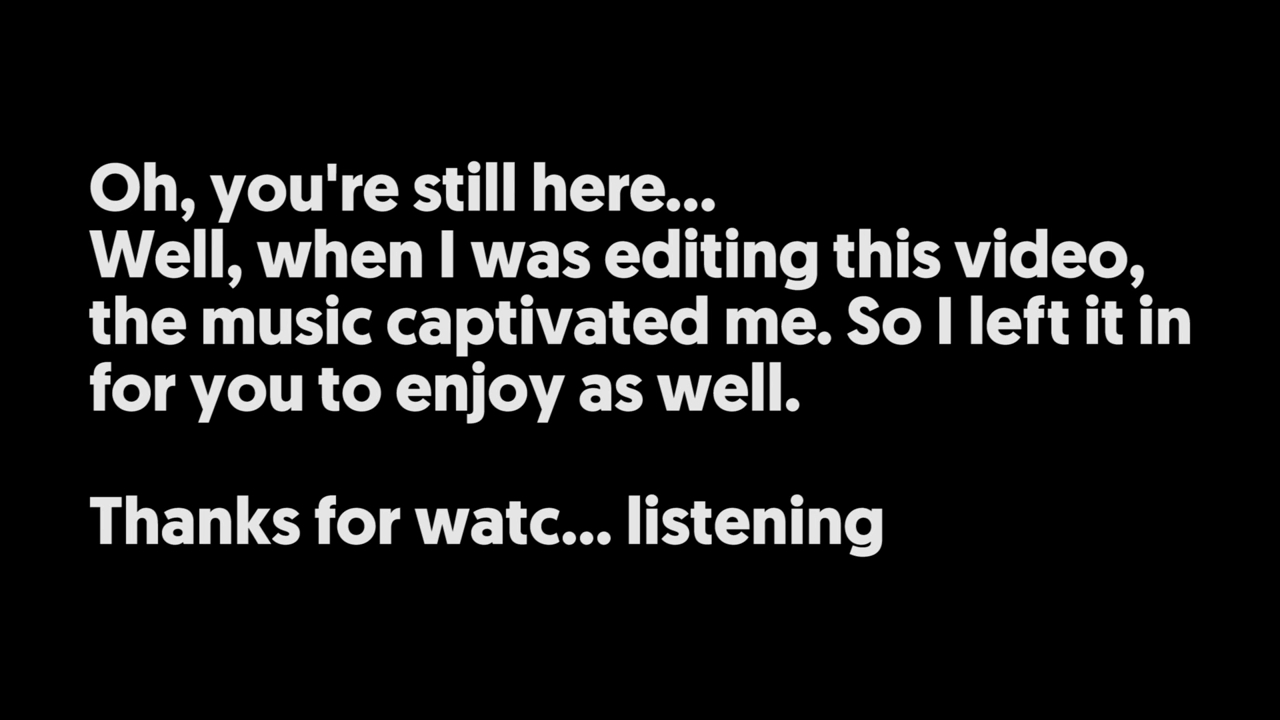 Oh, you're still here...
Well, when I was editing this video,
the music captivated me. So I left it in
for you to enjoy as well.
Thanks for watc... listening